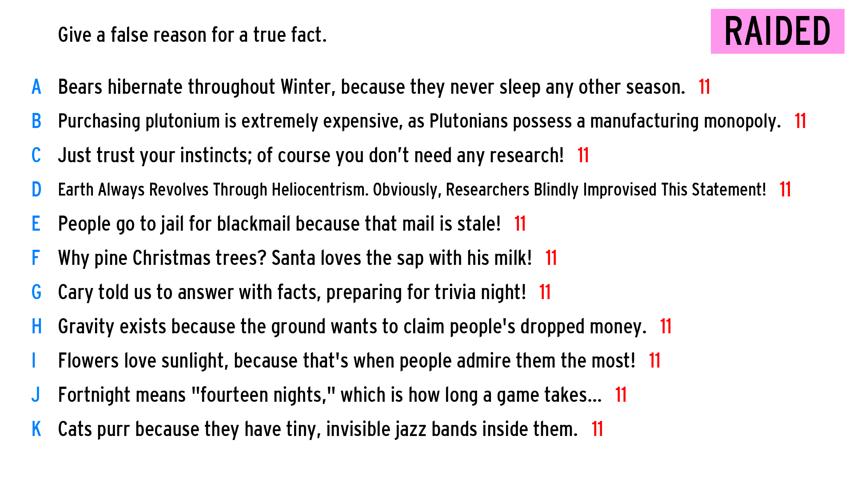 Give a false reason for a true fact.
RAIDED
A Bears hibernate throughout Winter, because they never sleep any other season. 11
B Purchasing plutonium is extremely expensive, as Plutonians possess a manufacturing monopoly. 11
C Just trust your instincts; of course you don’t need any research! 11
D Earth Always Revolves Through Heliocentrism. Obviously, Researchers Blindly Improvised This Statement! 11
E People go to jail for blackmail because that mail is stale! 11
F Why pine Christmas trees? Santa loves the sap with his milk! 11
G Cary told us to answer with facts, preparing for trivia night! 11
H Gravity exists because the ground wants to claim people's dropped money. 11
I Flowers love sunlight, because that's when people admire them the most! 11
J Fortnight means "fourteen nights," which is how long a game takes... 11
K Cats purr because they have tiny, invisible jazz bands inside them. 11